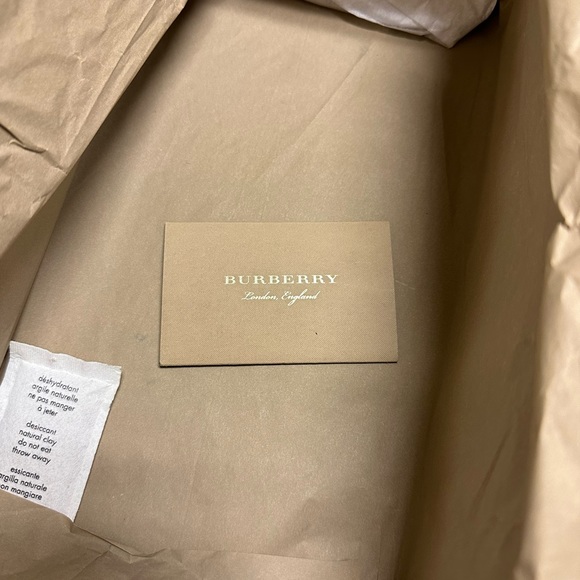 BURBERRY
London, England
déshydratant
argile naturelle
ne pas manger
à jeter
desiccant
natural clay
do not eat
throw away
essicante
argilla naturale
non mangiare